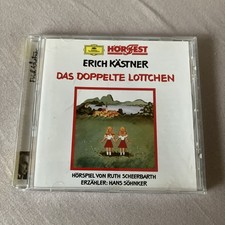 HÖRFEST
ERICH KÄSTNER
DAS DOPPELTE LOTTCHEN
HÖRSPIEL VON RUTH SCHEERBARTH
ERZÄHLER: HANS SÖHNKER